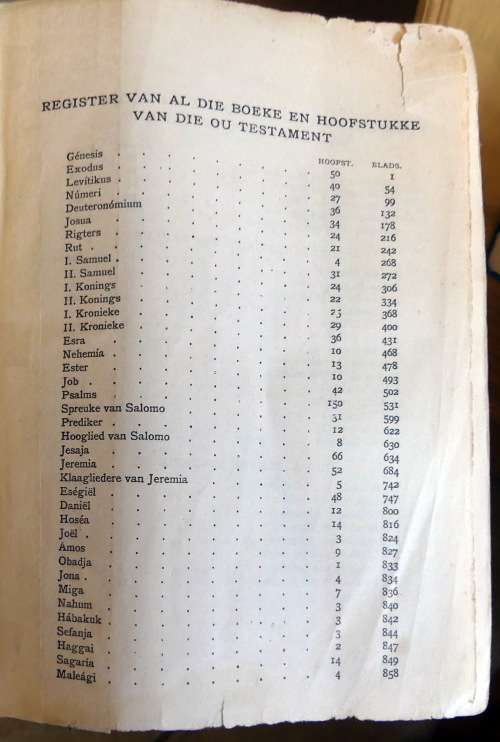 REGISTER VAN AL DIE BOEKE EN HOOFSTUKKE
VAN DIE OU TESTAMENT
HOOFST. BLADS.
Génesis . . . . . . . . 50 1
Exodus . . . . . . . . 40 54
Levítikus . . . . . . . . 27 99
Númeri . . . . . . . . 36 132
Deuteronómium . . . . . . . 34 178
Josua . . . . . . . . 24 216
Rigters . . . . . . . . 21 242
Rut . . . . . . . . . 4 268
I. Samuel . . . . . . . . 31 272
II. Samuel . . . . . . . . 24 306
I. Konings . . . . . . . . 22 334
II. Konings . . . . . . . . 25 368
I. Kronieke . . . . . . . . 29 400
II. Kronieke . . . . . . . . 36 431
Esra . . . . . . . . 10 468
Nehemía . . . . . . . . 13 478
Ester . . . . . . . . 10 493
Job . . . . . . . . . 42 502
Psalms . . . . . . . . 150 531
Spreuke van Salomo . . . . . . 31 599
Prediker . . . . . . . . 12 622
Hooglied van Salomo . . . . . . 8 630
Jesaja . . . . . . . . 66 634
Jeremia . . . . . . . . 52 684
Klaagliedere van Jeremia . . . . . 5 742
Eségiël . . . . . . . . 48 747
Daniël . . . . . . . . 12 800
Hoséa . . . . . . . . 14 816
Joël . . . . . . . . . 3 824
Amos . . . . . . . . 9 827
Obadja . . . . . . . . 1 833
Jona . . . . . . . . . 4 834
Miga . . . . . . . . 7 836
Nahum . . . . . . . . 3 840
Hábakuk . . . . . . . . 3 842
Sefanja . . . . . . . . 3 844
Haggai . . . . . . . . 2 847
Sagaría . . . . . . . . 14 849
Maleági . . . . . . . . 4 858